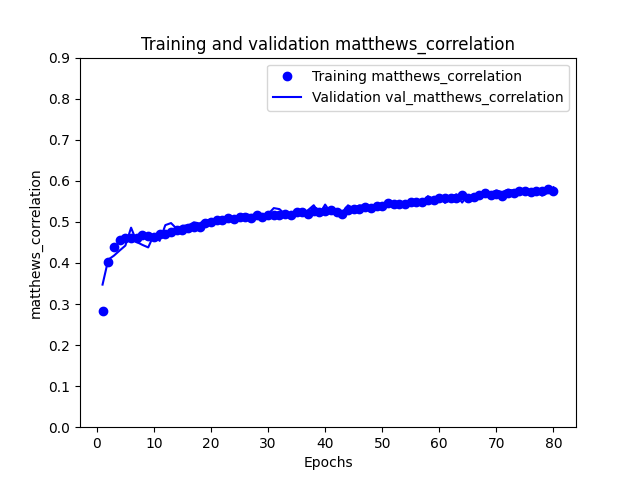 Training and validation matthews_correlation
Training matthews_correlation
Validation val_matthews_correlation
matthews_correlation
0.9
0.8
0.7
0.6
0.5
0.4
0.3
0.2
0.1
0.0
0 10 20 30 40 50 60 70 80
Epochs